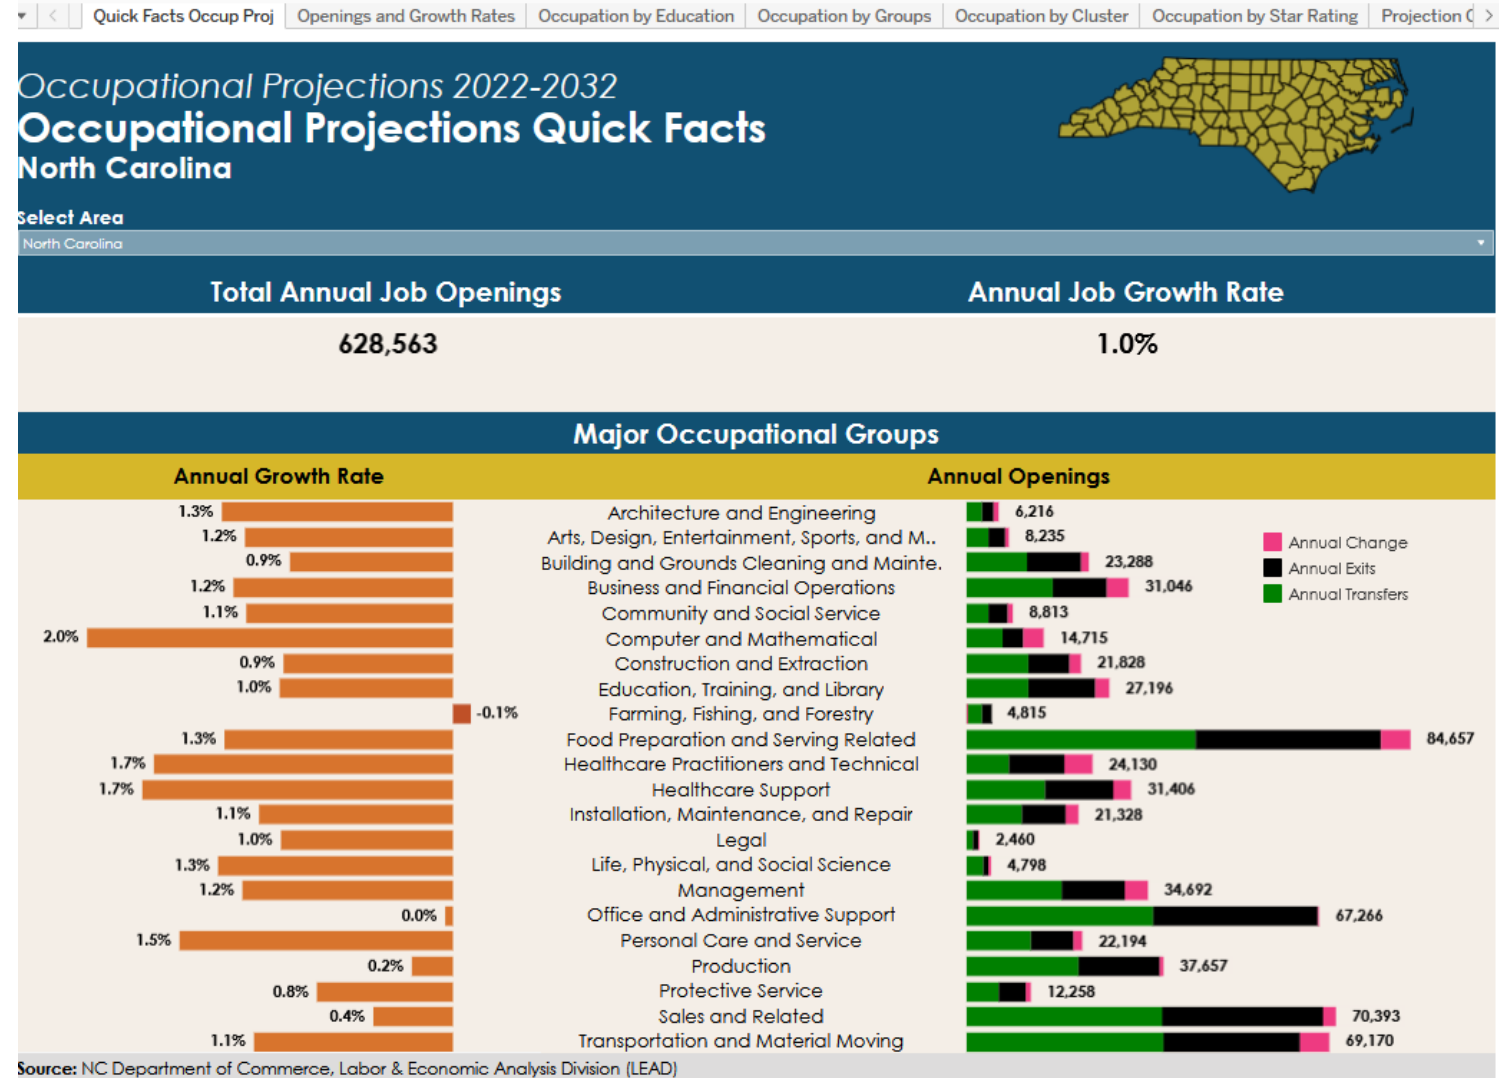 Quick Facts Occup Proj
Openings and Growth Rates
Occupation by Education
Occupation by Groups
Occupation by Cluster
Occupation by Star Rating
Projection
Occupational Projections 2022-2032
Occupational Projections Quick Facts
North Carolina
Select Area
North Carolina
Total Annual Job Openings
Annual Job Growth Rate
628,563
1.0%
Major Occupational Groups
Annual Growth Rate
Annual Openings
1.3% Architecture and Engineering 6,216
1.2% Arts, Design, Entertainment, Sports, and M.. 8,235
0.9% Building and Grounds Cleaning and Mainte. 23,288
1.2% Business and Financial Operations 31,046
1.1% Community and Social Service 8,813
2.0% Computer and Mathematical 14,715
0.9% Construction and Extraction 21,828
1.0% Education, Training, and Library 27,196
-0.1% Farming, Fishing, and Forestry 4,815
1.3% Food Preparation and Serving Related 84,657
1.7% Healthcare Practitioners and Technical 24,130
1.7% Healthcare Support 31,406
1.1% Installation, Maintenance, and Repair 21,328
1.0% Legal 2,460
1.3% Life, Physical, and Social Science 4,798
1.2% Management 34,692
0.0% Office and Administrative Support 67,266
1.5% Personal Care and Service 22,194
0.2% Production 37,657
0.8% Protective Service 12,258
0.4% Sales and Related 70,393
1.1% Transportation and Material Moving 69,170
Annual Change
Annual Exits
Annual Transfers
Source: NC Department of Commerce, Labor & Economic Analysis Division (LEAD)